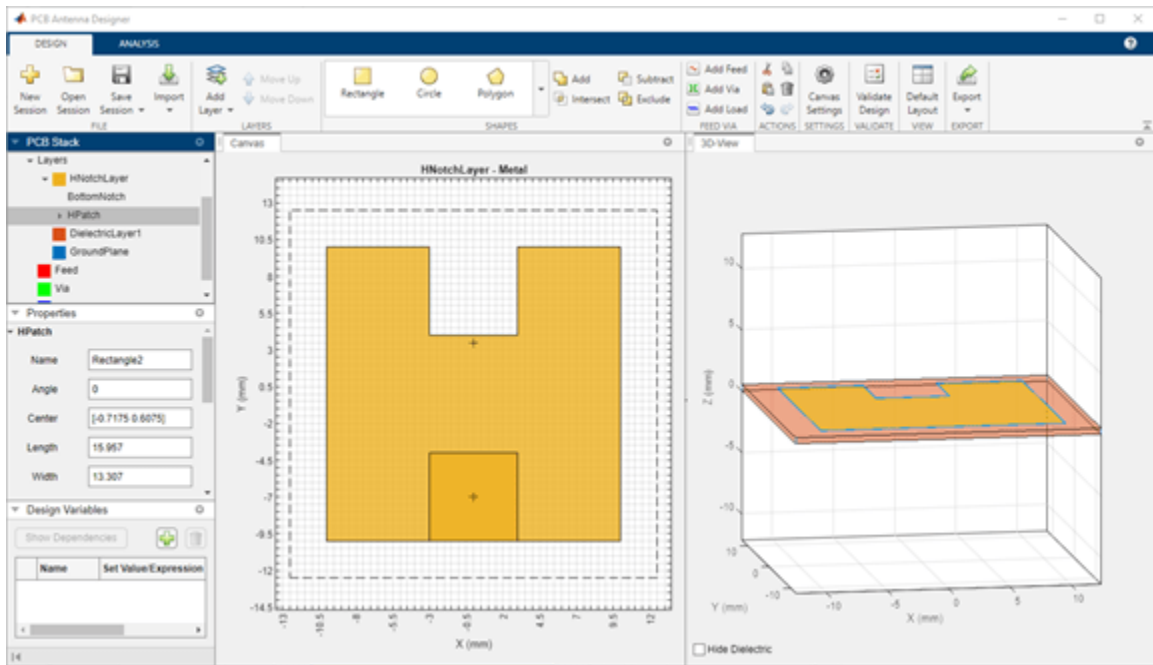 PCB Antenna Designer
DESIGN
ANALYSIS
New Session
Open Session
Save Session
Import
FILE
Add Layer
Move Up
Move Down
LAYERS
Rectangle
Circle
Polygon
Add
Subtract
Intersect
Exclude
SHAPES
Add Feed
Add Via
Add Load
FEED VIA
ACTIONS
Canvas Settings
SETTINGS
Validate Design
VALIDATE
Default Layout
VIEW
Export
EXPORT
PCB Stack
Layers
HNotchLayer
BottomNotch
HPatch
DielectricLayer1
GroundPlane
Feed
Via
Properties
HPatch
Name Rectangle2
Angle 0
Center [-0.7175 0.6075]
Length 15.957
Width 13.307
Design Variables
Show Dependencies
Name Set Value/Expression
Canvas
HNotchLayer - Metal
13
10.5
8
5.5
3
0.5
-2
-4.5
-7
-9.5
-12
-14.5
Y (mm)
-13 -10.5 -8 -5.5 -3 -0.5 2 4.5 7 9.5 12
X (mm)
3D-View
10
5
0
-5
-10
Z (mm)
10
0
-10
Y (mm)
-10 -5 0 5 10
X (mm)
Hide Dielectric